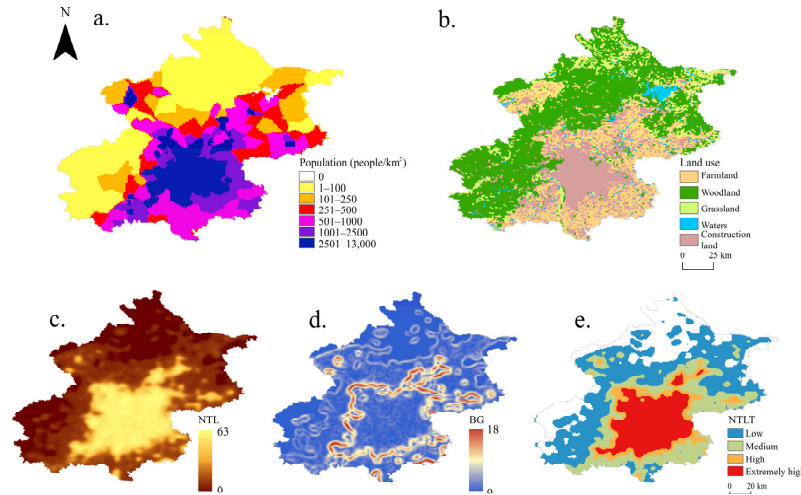 N
a.
Population (people/km²)
0
1–100
101–250
251–500
501–1000
1001–2500
2501–13,000
b.
Land use
Farmland
Woodland
Grassland
Waters
Construction
land
0 25 km
c.
NTL
63
0
d.
BG
18
0
e.
NTLT
Low
Medium
High
Extremely high
0 20 km